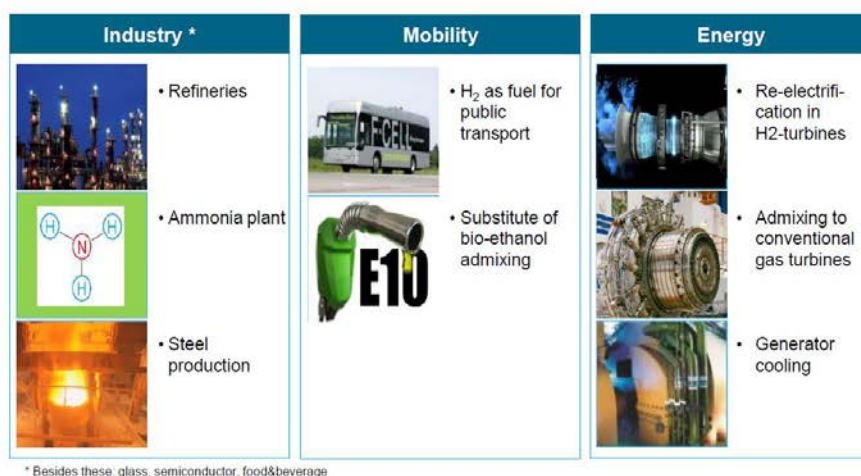 Industry *
• Refineries
H
H
N
H
• Ammonia plant
• Steel
production
Mobility
F-CELL
• H₂ as fuel for
public
transport
E10
• Substitute of
bio-ethanol
admixing
Energy
• Re-electrifi-
cation in
H2-turbines
• Admixing to
conventional
gas turbines
• Generator
cooling
* Besides these: glass, semiconductor, food&beverage